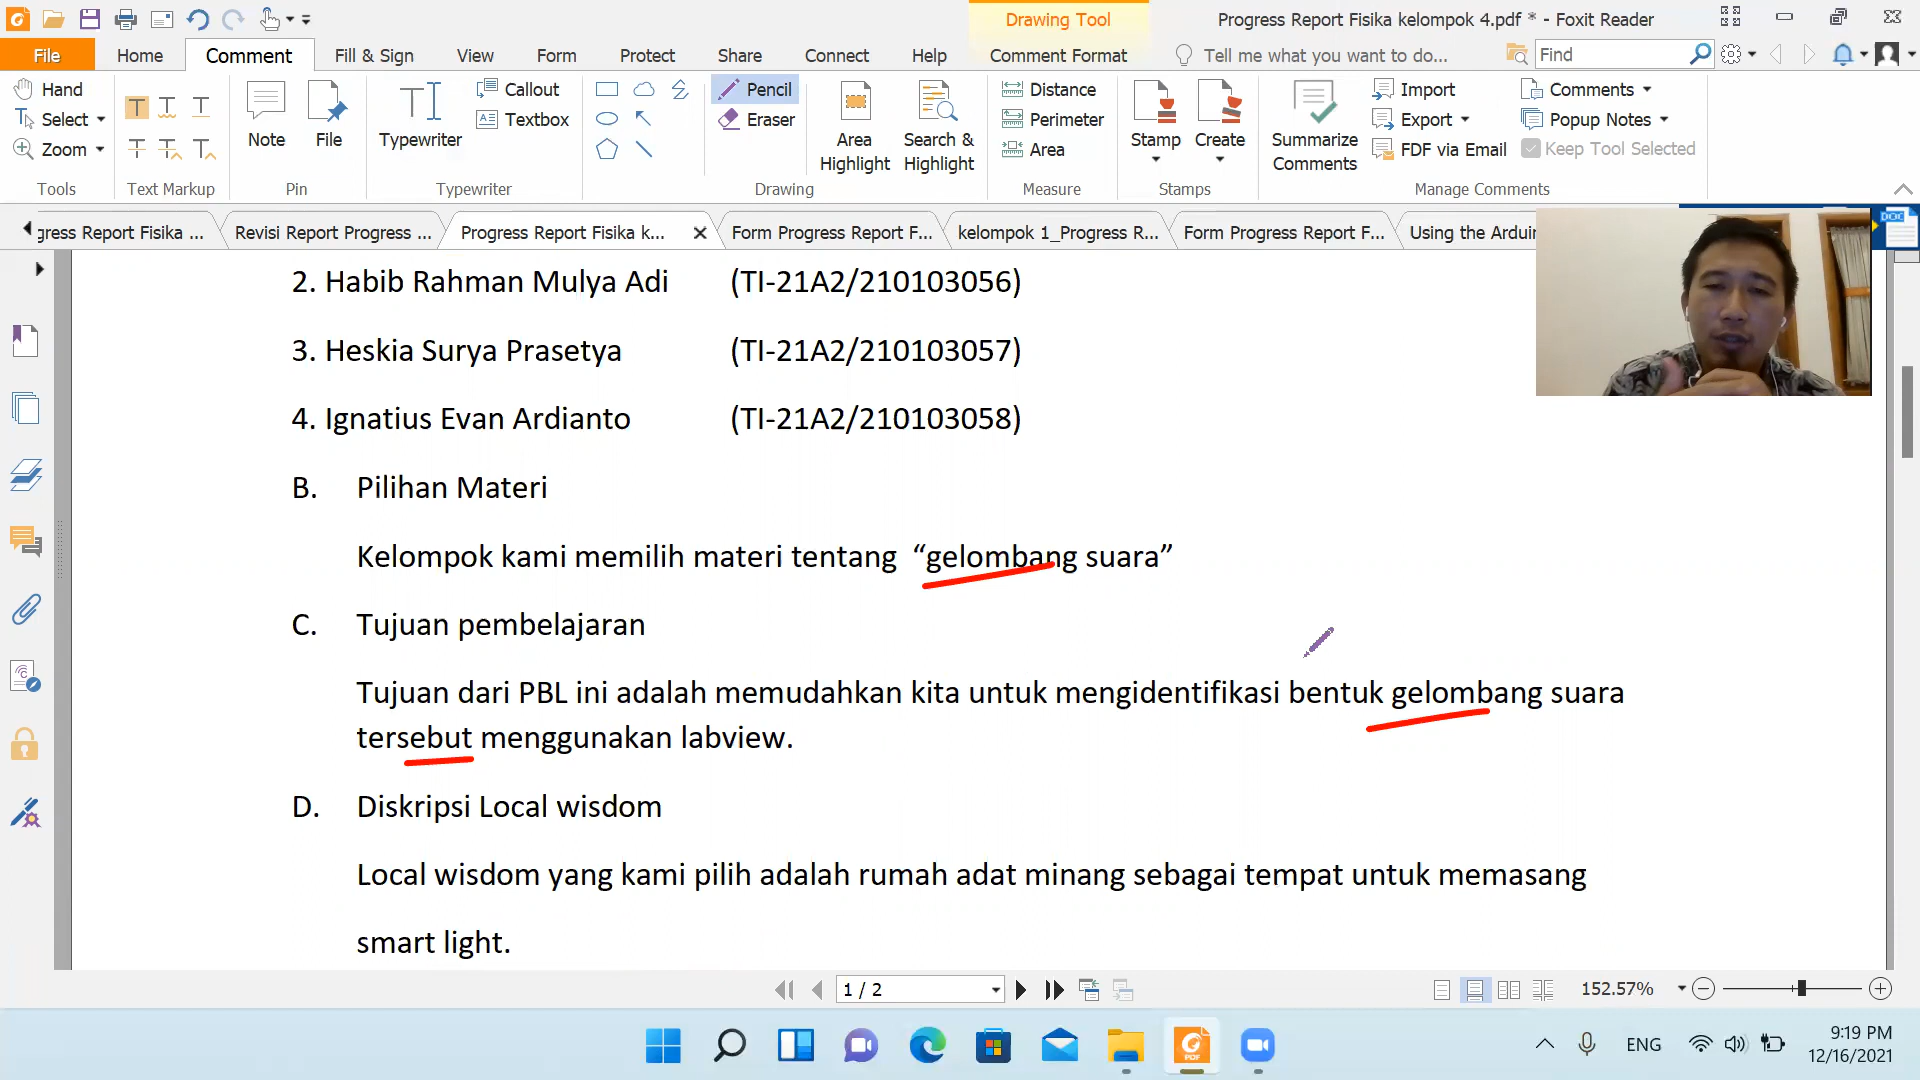 Drawing Tool
Progress Report Fisika kelompok 4.pdf * - Foxit Reader
File Home Comment Fill & Sign View Form Protect Share Connect Help Comment Format Tell me what you want to do... Find
Hand
Select
Zoom
Tools
Text Markup
Note
File
Pin
Typewriter
Callout
Textbox
Typewriter
Pencil
Eraser
Area Highlight
Search & Highlight
Drawing
Distance
Perimeter
Area
Measure
Stamp
Create
Stamps
Summarize Comments
Import
Export
FDF via Email
Comments
Popup Notes
Keep Tool Selected
Manage Comments
gress Report Fisika ... Revisi Report Progress ... Progress Report Fisika k... Form Progress Report F... kelompok 1_Progress R... Form Progress Report F... Using the Arduin
DOC
2. Habib Rahman Mulya Adi (TI-21A2/210103056)
3. Heskia Surya Prasetya (TI-21A2/210103057)
4. Ignatius Evan Ardianto (TI-21A2/210103058)
B. Pilihan Materi
Kelompok kami memilih materi tentang “gelombang suara”
C. Tujuan pembelajaran
Tujuan dari PBL ini adalah memudahkan kita untuk mengidentifikasi bentuk gelombang suara
tersebut menggunakan labview.
D. Diskripsi Local wisdom
Local wisdom yang kami pilih adalah rumah adat minang sebagai tempat untuk memasang
smart light.
1 / 2
152.57%
PDF
ENG
9:19 PM
12/16/2021